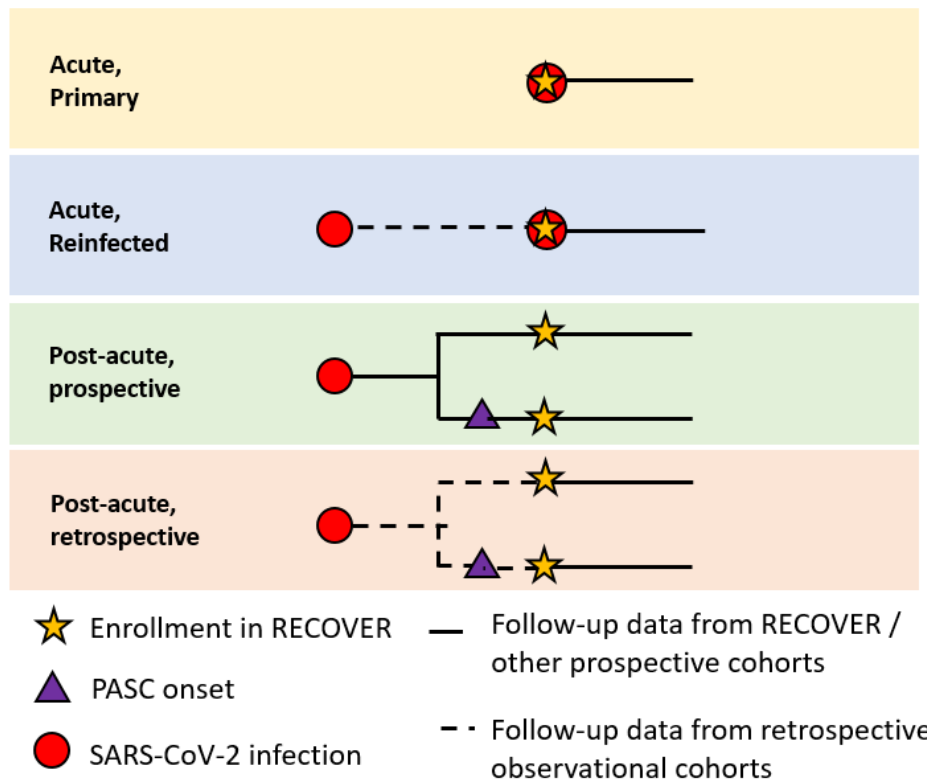 Acute,
Primary
Acute,
Reinfected
Post-acute,
prospective
Post-acute,
retrospective
Enrollment in RECOVER
PASC onset
SARS-CoV-2 infection
Follow-up data from RECOVER /
other prospective cohorts
Follow-up data from retrospective
observational cohorts